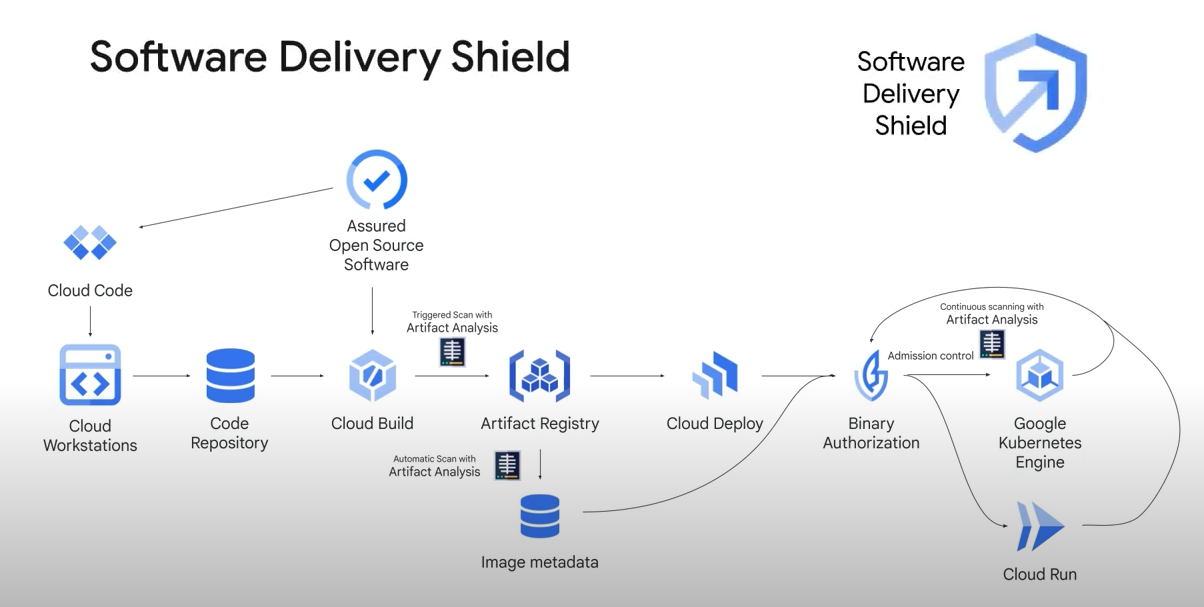 Software Delivery Shield
Software
Delivery
Shield
Assured
Open Source
Software
Cloud Code
Triggered Scan with
Artifact Analysis
Continuous scanning with
Artifact Analysis
Admission control
Cloud
Workstations
Code
Repository
Cloud Build
Artifact Registry
Cloud Deploy
Binary
Authorization
Google
Kubernetes
Engine
Automatic Scan with
Artifact Analysis
Image metadata
Cloud Run